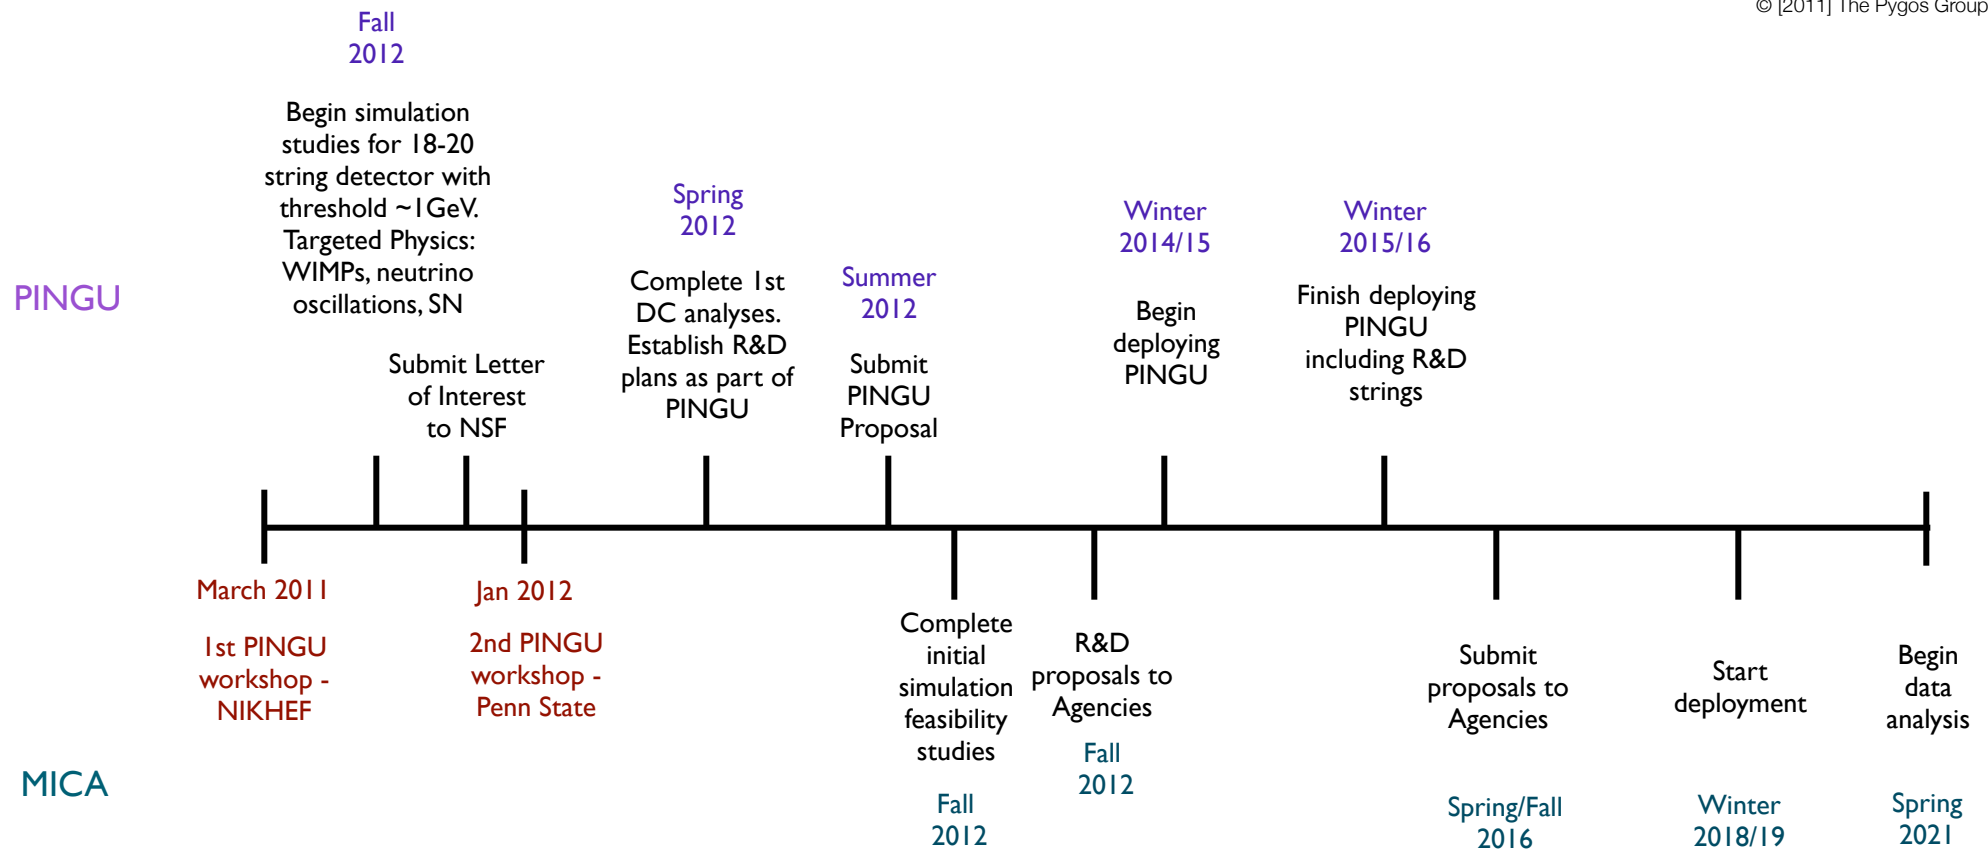 © [2011] The Pygos Group
Fall
2012
Begin simulation
studies for 18-20
string detector with
threshold ~1GeV.
Targeted Physics:
WIMPs, neutrino
oscillations, SN
Submit Letter
of Interest
to NSF
Spring
2012
Complete 1st
DC analyses.
Establish R&D
plans as part of
PINGU
Summer
2012
Submit
PINGU
Proposal
Winter
2014/15
Begin
deploying
PINGU
Winter
2015/16
Finish deploying
PINGU
including R&D
strings
PINGU
March 2011
1st PINGU
workshop -
NIKHEF
Jan 2012
2nd PINGU
workshop -
Penn State
Complete
initial
simulation
feasibility
studies
Fall
2012
R&D
proposals to
Agencies
Fall
2012
Submit
proposals to
Agencies
Spring/Fall
2016
Start
deployment
Winter
2018/19
Begin
data
analysis
Spring
2021
MICA